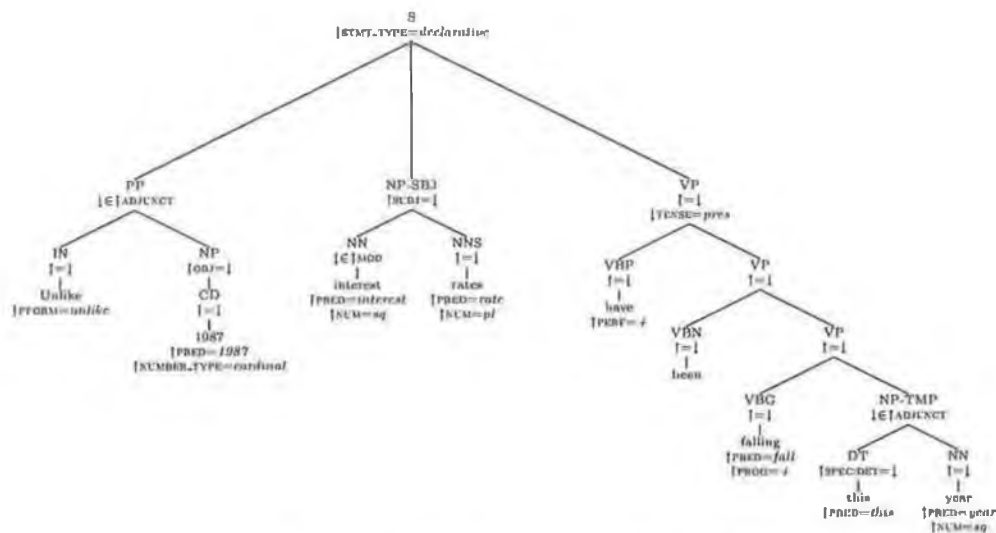 S
↑STMT_TYPE=declarative
PP
↓∈↑ADJUNCT
NP-SBJ
↑SUBJ=↓
VP
↑=↓
↓TENSE=pres
IN
↑=↓
Unlike
↑PFORM=unlike
NP
↑OBJ=↓
CD
↑=↓
1987
↑PRED=1987
↑NUMBER_TYPE=cardinal
NN
↓∈↑MOD
interest
↑PRED=interest
↑NUM=sg
NNS
↑=↓
rates
↑PRED=rate
↑NUM=pl
VBP
↑=↓
have
↑PERF=+
VP
↑=↓
VBN
↑=↓
been
VP
↑=↓
VBG
↑=↓
falling
↑PRED=fall
↑PROG=+
NP-TMP
↓∈↑ADJUNCT
DT
↑SPEC:DET=↓
this
↑PRED=this
NN
↑=↓
year
↑PRED=year
↑NUM=sg